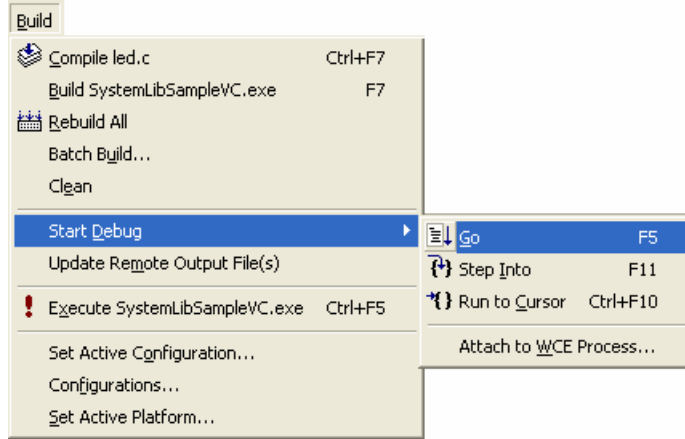 Build
Compile led.c Ctrl+F7
Build SystemLibSampleVC.exe F7
Rebuild All
Batch Build...
Clean
Start Debug
Update Remote Output File(s)
Execute SystemLibSampleVC.exe Ctrl+F5
Set Active Configuration...
Configurations...
Set Active Platform...
Go F5
Step Into F11
Run to Cursor Ctrl+F10
Attach to WCE Process...